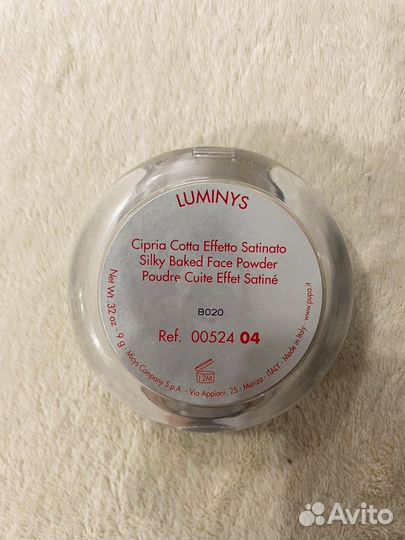 LUMINYS
Cipria Cotta Effetto Satinato
Silky Baked Face Powder
Poudre Cuite Effet Satiné
B020
Ref. 00524 04
12M
Net Wt. .32 oz. - 9 g - Micys Company S.p.A. - Via Appiani, 25 - Monza - ITALY - Made in Italy - www.pupa.it
Avito